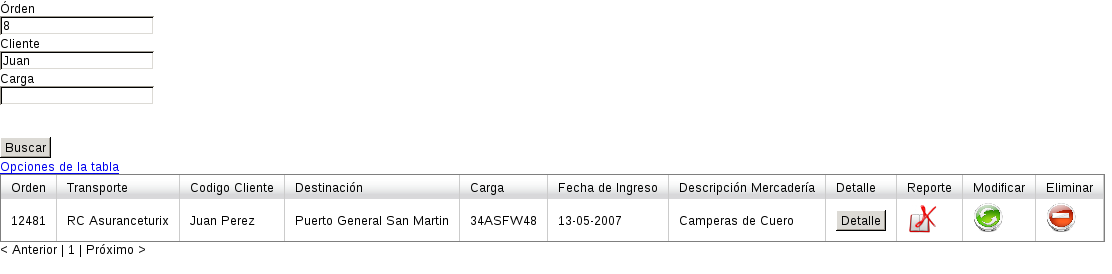 Órden
8
Cliente
Juan
Carga
Buscar
Opciones de la tabla
Orden Transporte Codigo Cliente Destinación Carga Fecha de Ingreso Descripción Mercadería Detalle Reporte Modificar Eliminar
12481 RC Asuranceturix Juan Perez Puerto General San Martin 34ASFW48 13-05-2007 Camperas de Cuero Detalle
< Anterior | 1 | Próximo >